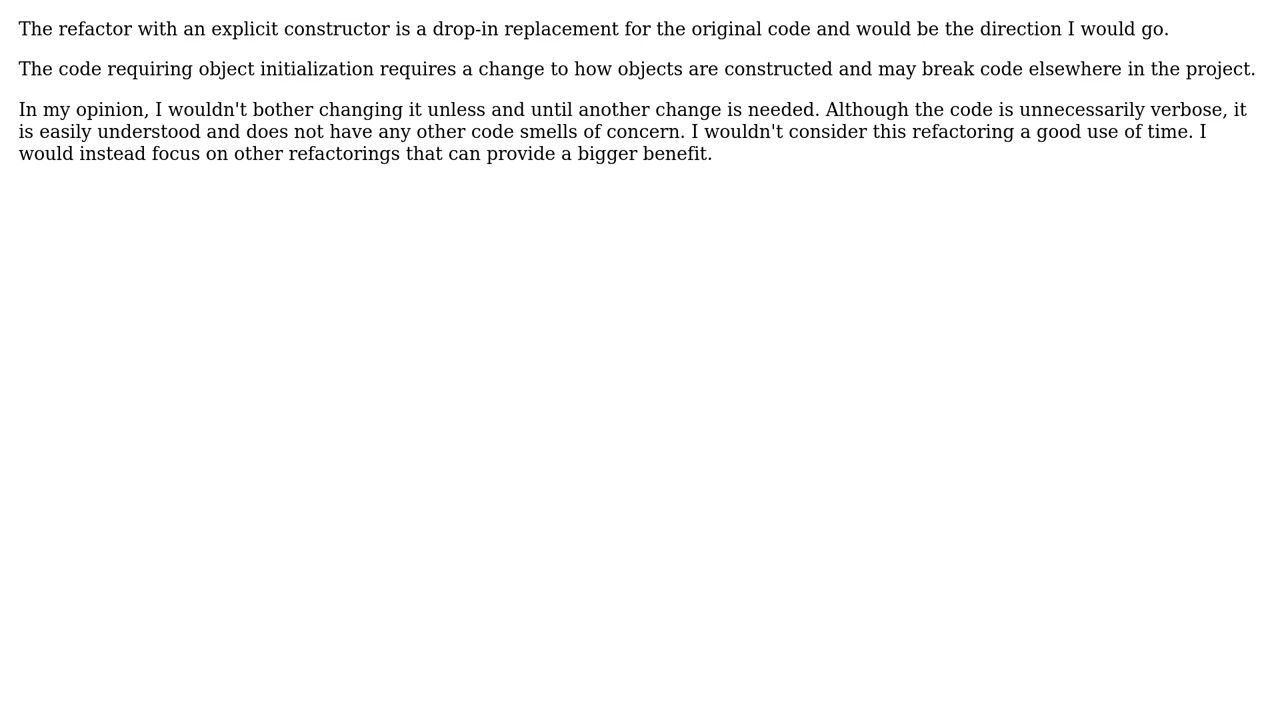 The refactor with an explicit constructor is a drop-in replacement for the original code and would be the direction I would go.
The code requiring object initialization requires a change to how objects are constructed and may break code elsewhere in the project.
In my opinion, I wouldn't bother changing it unless and until another change is needed. Although the code is unnecessarily verbose, it
is easily understood and does not have any other code smells of concern. I wouldn't consider this refactoring a good use of time. I
would instead focus on other refactorings that can provide a bigger benefit.